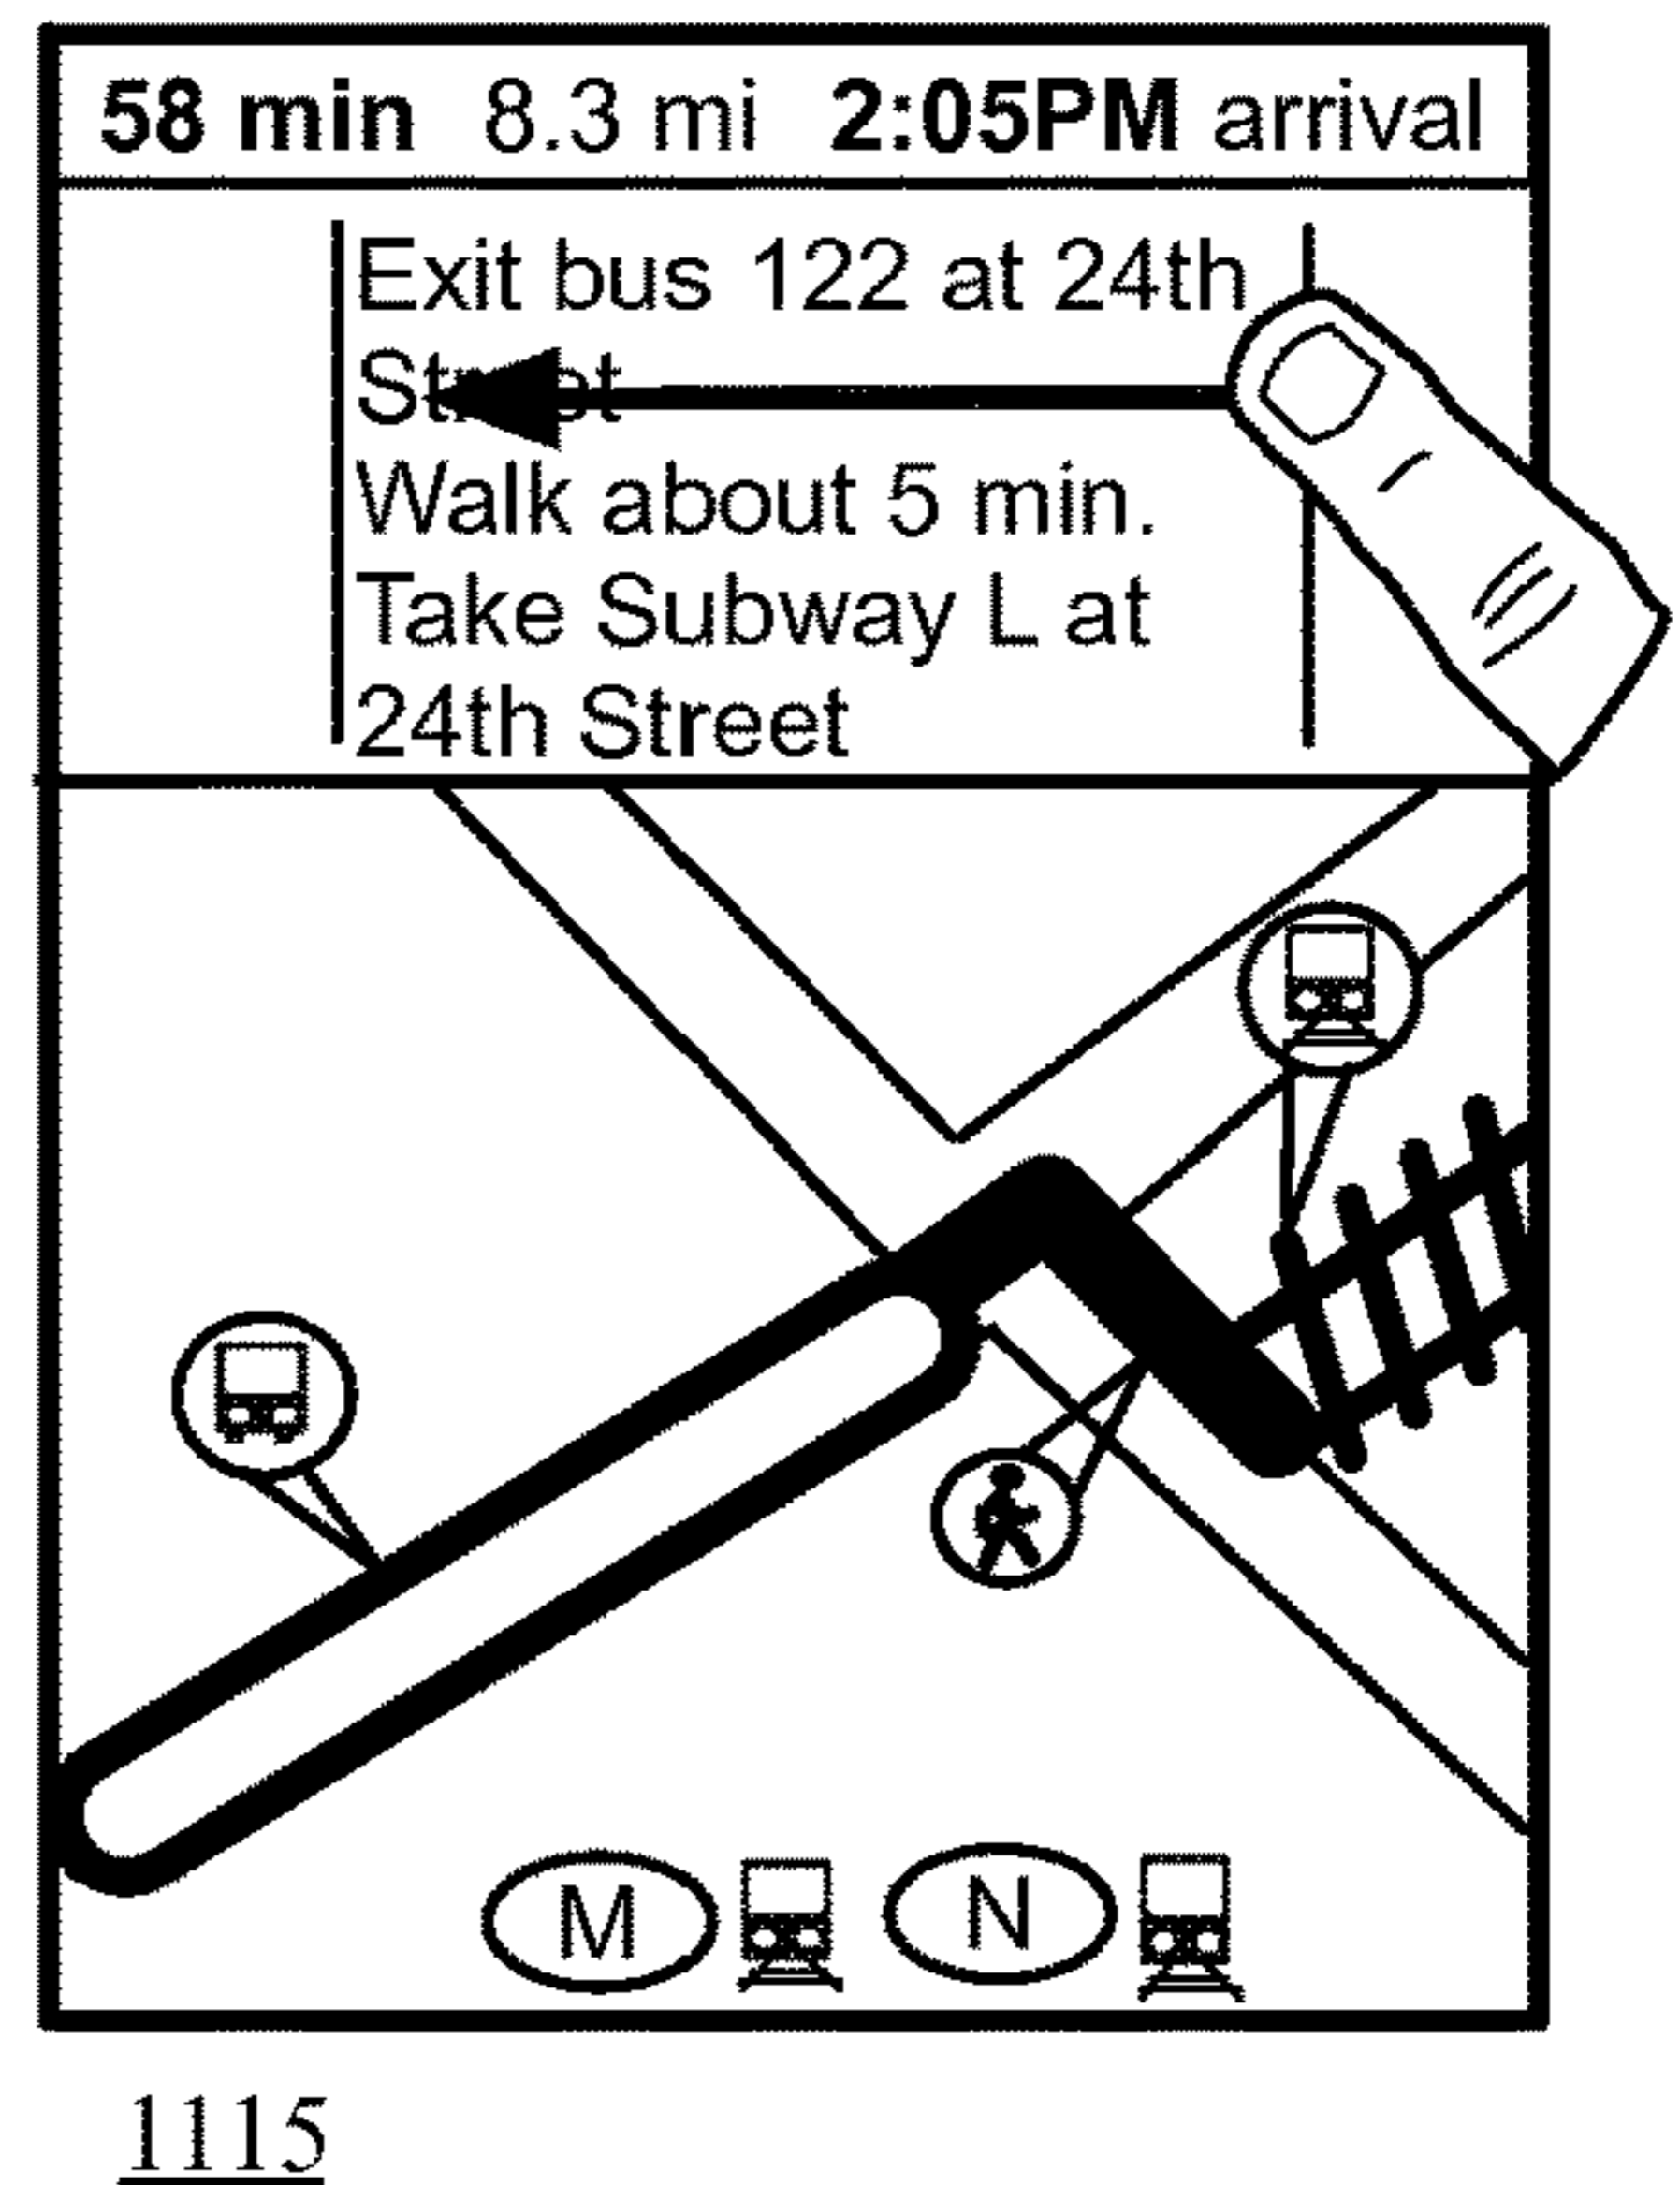 58 min 8.3 mi 2:05PM arrival
Exit bus 122 at 24th
Street
Walk about 5 min.
Take Subway L at
24th Street
M N
1115